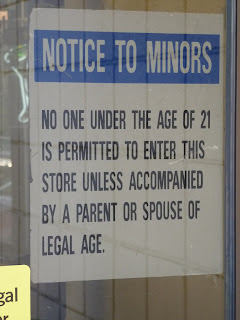 NOTICE TO MINORS
NO ONE UNDER THE AGE OF 21
IS PERMITTED TO ENTER THIS
STORE UNLESS ACCOMPANIED
BY A PARENT OR SPOUSE OF
LEGAL AGE.